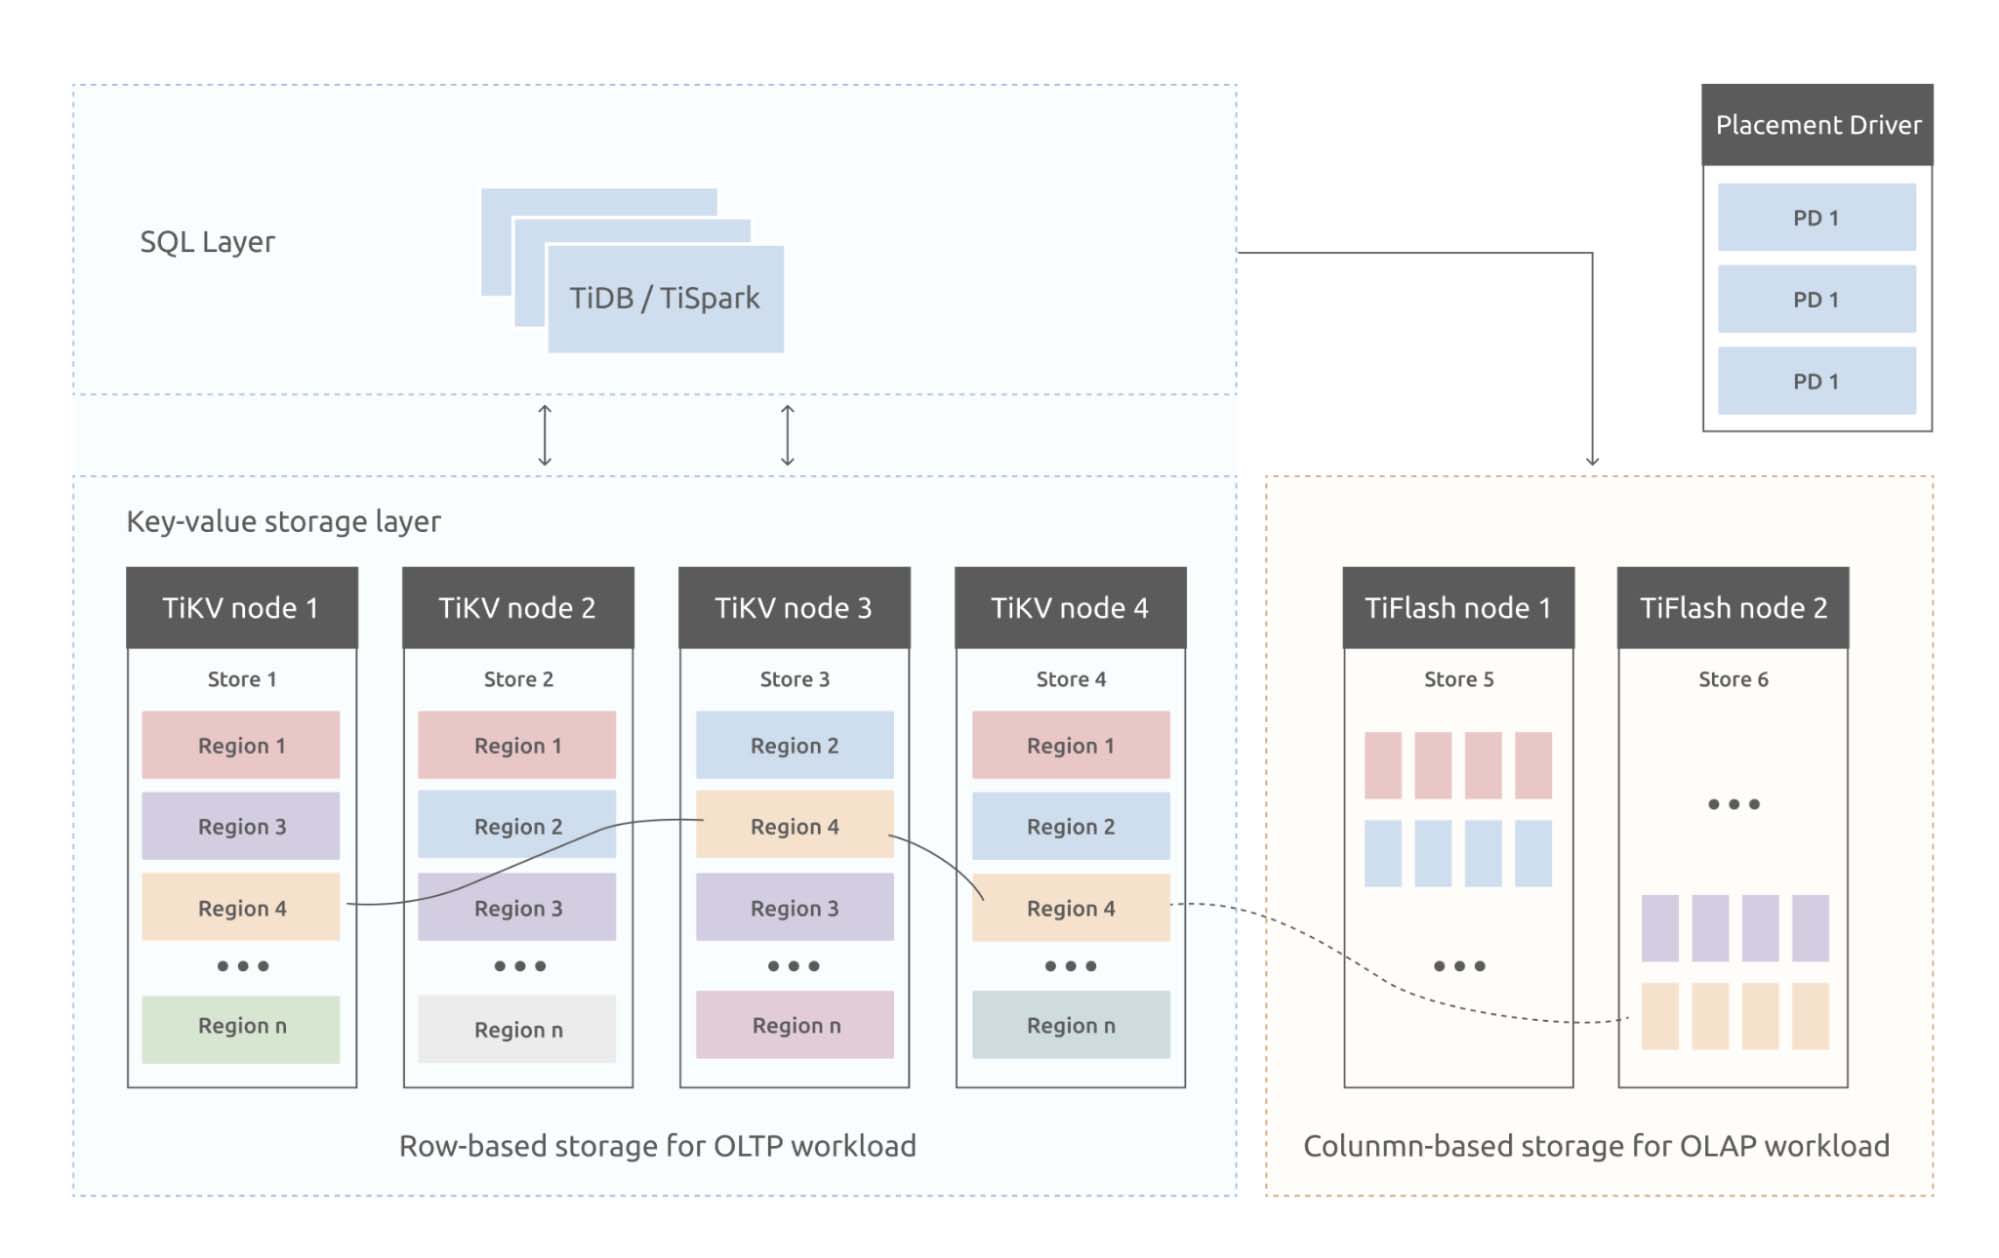 SQL Layer
TiDB / TiSpark
Placement Driver
PD 1
PD 1
PD 1
Key-value storage layer
TiKV node 1
Store 1
Region 1
Region 3
Region 4
Region n
TiKV node 2
Store 2
Region 1
Region 2
Region 3
Region n
TiKV node 3
Store 3
Region 2
Region 4
Region 3
Region n
TiKV node 4
Store 4
Region 1
Region 2
Region 4
Region n
Row-based storage for OLTP workload
TiFlash node 1
Store 5
TiFlash node 2
Store 6
Colunmn-based storage for OLAP workload